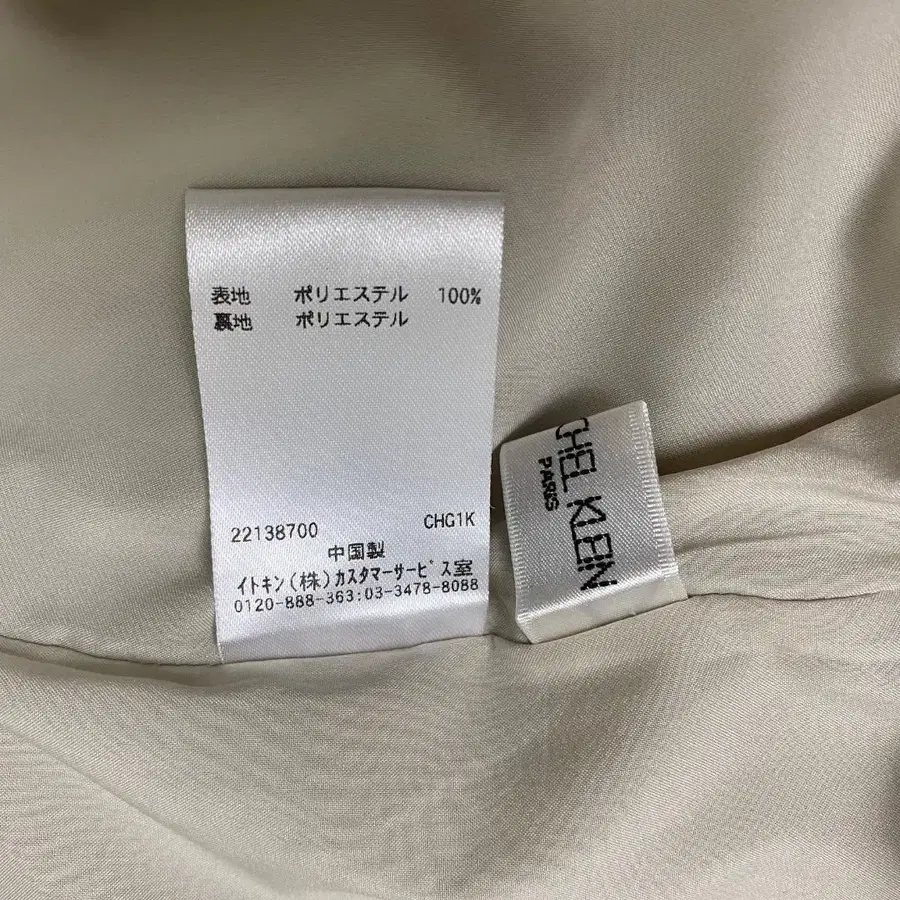 表地 ポリエステル 100%
裏地 ポリエステル
22138700 CHG1K
中国製
イトキン(株)カスタマーサービス室
0120-888-363:03-3478-8088
CHEL KLEIN
PARIS